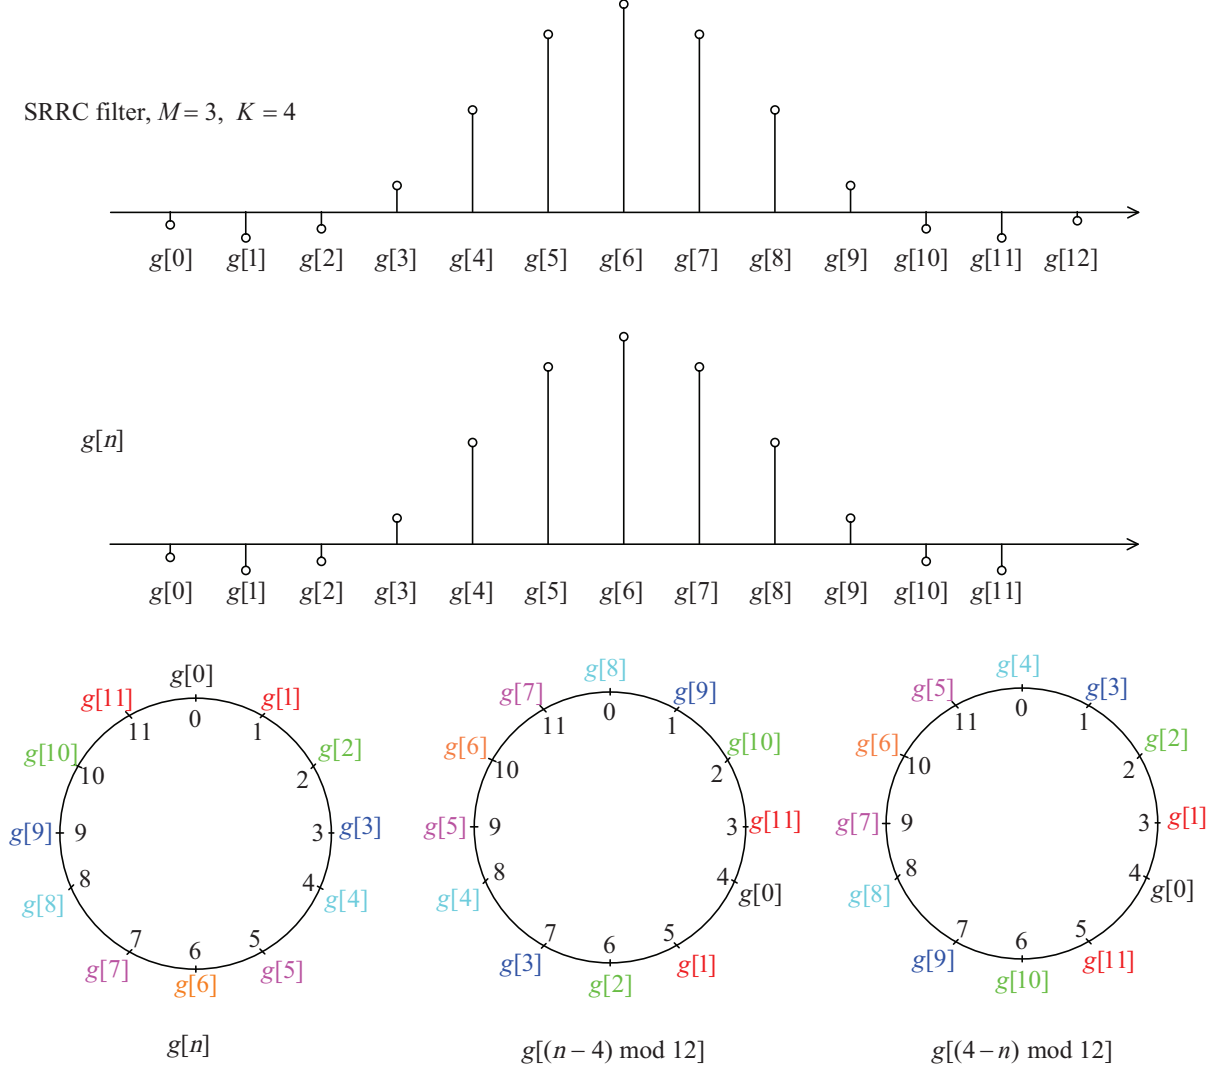 SRRC filter, M = 3, K = 4
g[0] g[1] g[2] g[3] g[4] g[5] g[6] g[7] g[8] g[9] g[10] g[11] g[12]
g[n]
g[0] g[1] g[2] g[3] g[4] g[5] g[6] g[7] g[8] g[9] g[10] g[11]
g[0]
g[11] g[1]
0
11 1
g[10] g[2]
10 2
g[9] 9 3 g[3]
8 4
g[8] g[4]
7 5
6
g[7] g[5]
g[6]
g[n]
g[8]
g[7] g[9]
0
11 1
g[6] g[10]
10 2
g[5] 9 3 g[11]
8 4
g[4] g[0]
7 5
6
g[3] g[1]
g[2]
g[(n – 4) mod 12]
g[4]
g[5] g[3]
0
11 1
g[6] g[2]
10 2
g[7] 9 3 g[1]
8 4
g[8] g[0]
7 5
6
g[9] g[11]
g[10]
g[(4 – n) mod 12]